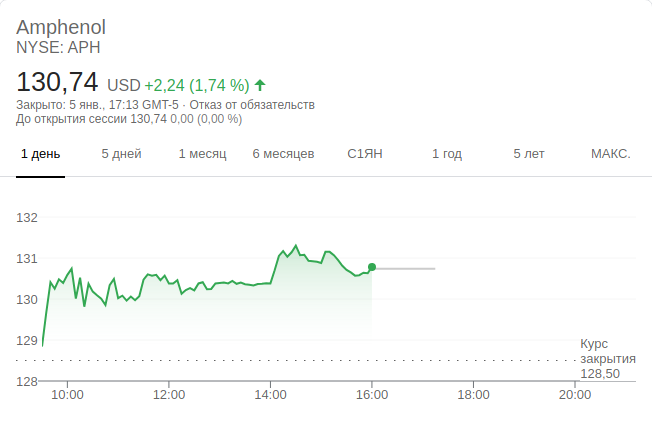 Amphenol
NYSE: APH
130,74 USD +2,24 (1,74 %)
Закрыто: 5 янв., 17:13 GMT-5 · Отказ от обязательств
До открытия сессии 130,74 0,00 (0,00 %)
1 день 5 дней 1 месяц 6 месяцев С1ЯН 1 год 5 лет МАКС.
132
131
130
129
Курс
закрытия
128,50
128
10:00 12:00 14:00 16:00 18:00 20:00